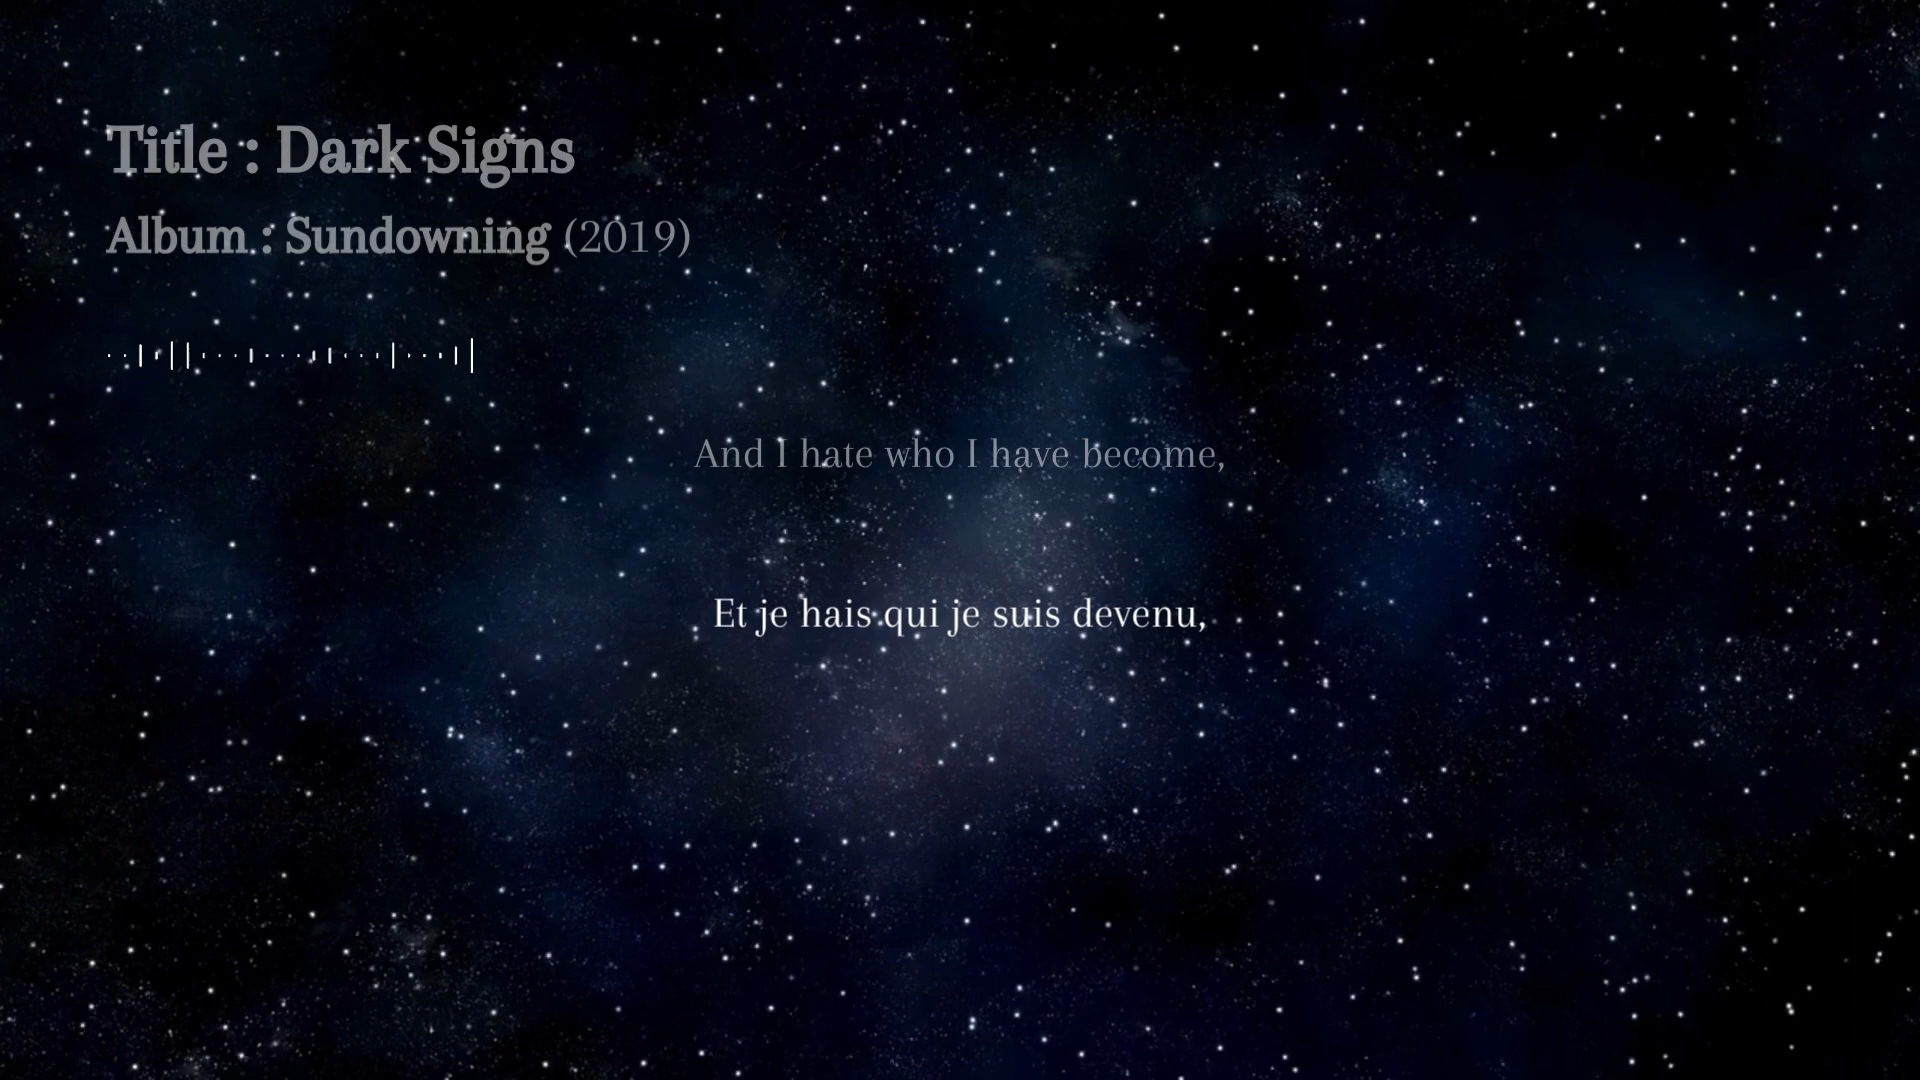 Title : Dark Signs
Album : Sundowning (2019)
And I hate who I have become,
Et je hais qui je suis devenu,